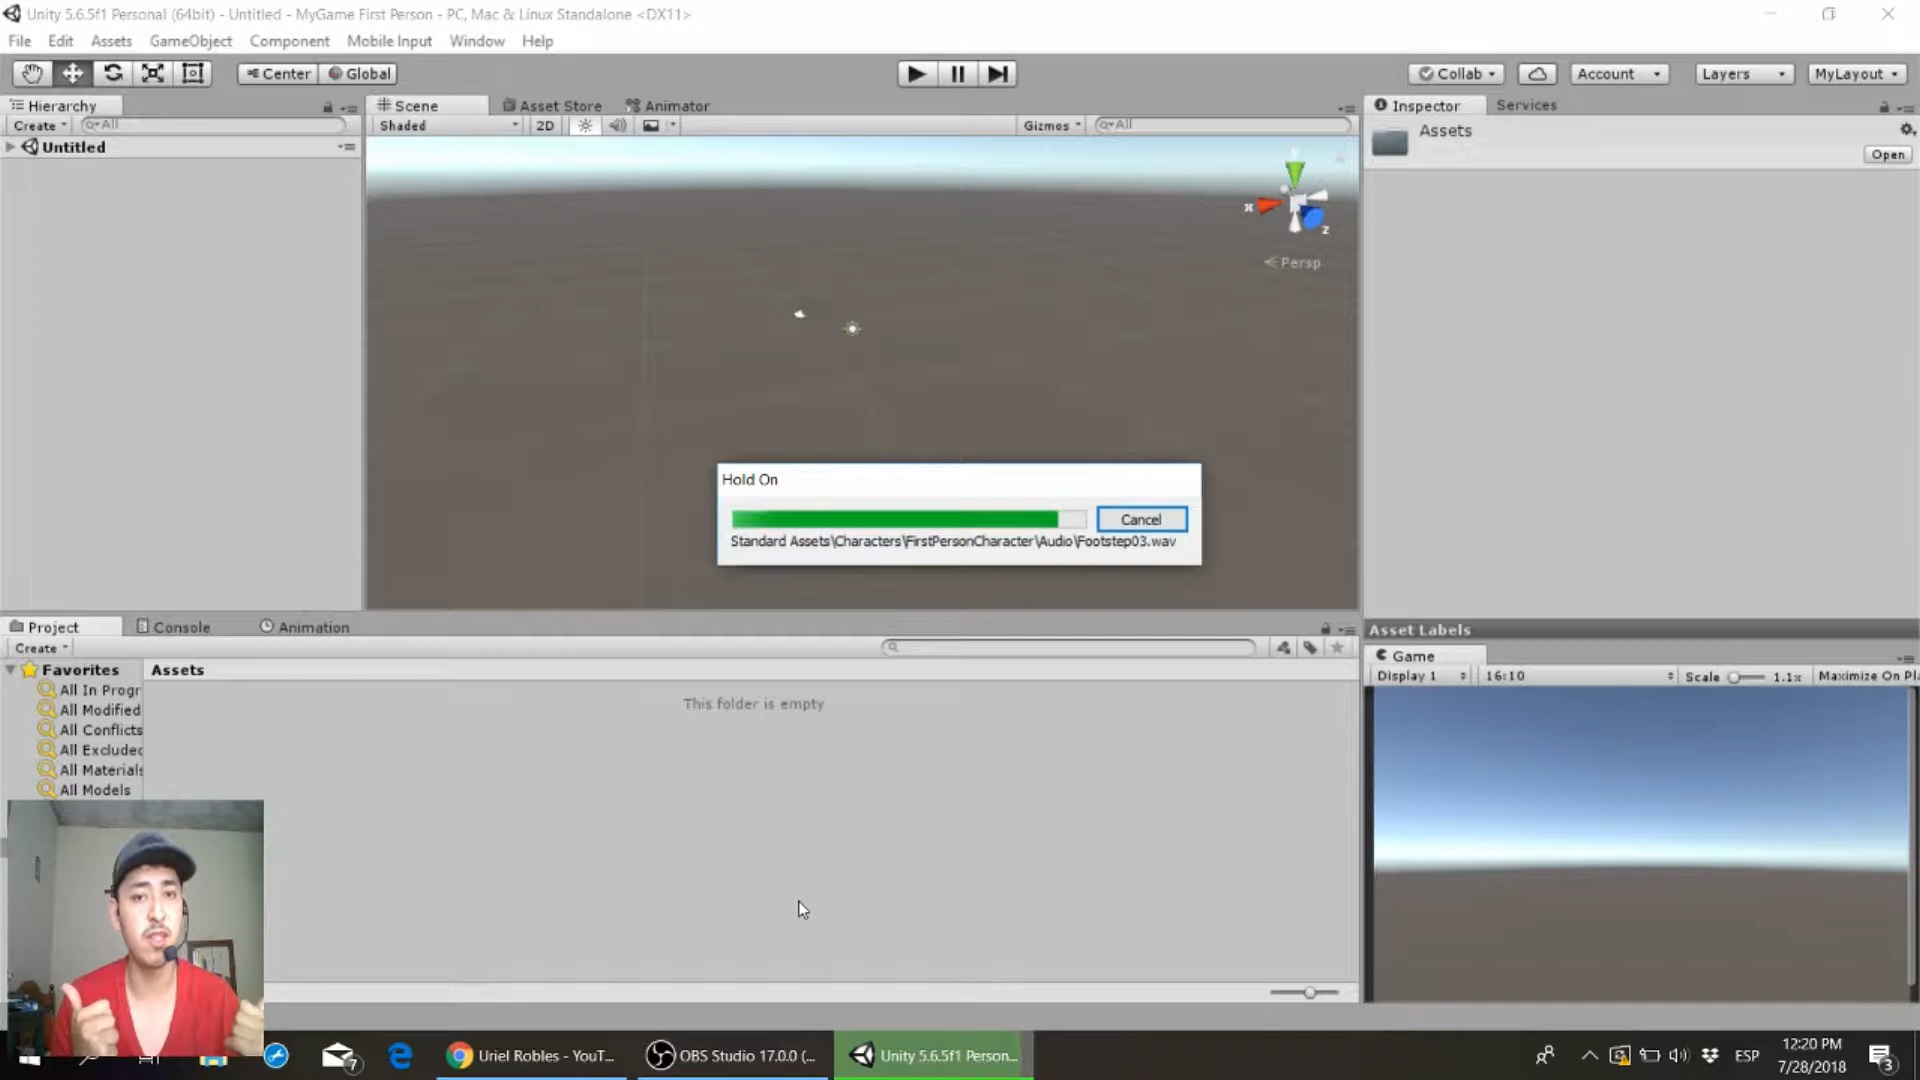 Unity 5.6.5f1 Personal (64bit) - Untitled - MyGame First Person - PC, Mac & Linux Standalone <DX11>
File Edit Assets GameObject Component Mobile Input Window Help
Center Global Collab Account Layers MyLayout
Hierarchy Scene Asset Store Animator Inspector Services
Create All Shaded 2D Gizmos All
Untitled
Assets
Open
x
z
Persp
Hold On
Cancel
Standard Assets\Characters\FirstPersonCharacter\Audio\Footstep03.wav
Project Console Animation
Asset Labels
Create
Game
Favorites Assets
Display 1 16:10 Scale 1.1x Maximize On Pl
All In Progr
This folder is empty
All Modified
All Conflicts
All Excluded
All Materials
All Models
7 Uriel Robles - YouT... OBS Studio 17.0.0 (... Unity 5.6.5f1 Person... ESP
12:20 PM
7/28/2018
3